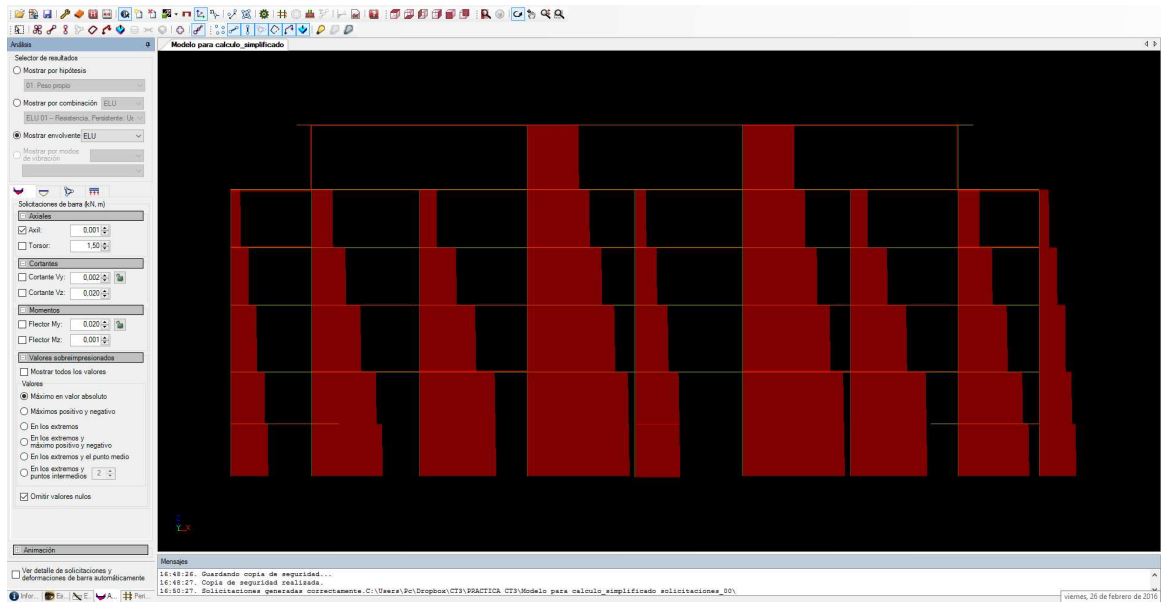 Análisis
Modelo para calculo_simplificado
Selector de resultados
Mostrar por hipótesis
01 Peso propio
Mostrar por combinación ELU
ELU 01 – Resistencia, Persistente: Us
Mostrar envolvente ELU
Mostrar por modos
de vibración
Solicitaciones de barra (kN, m)
Axiales
Axil: 0,001
Torsor: 1,50
Cortantes
Cortante Vy: 0,002
Cortante Vz: 0,020
Momentos
Flector My: 0,020
Flector Mz: 0,001
Valores sobreimpresionados
Mostrar todos los valores
Valores
Máximo en valor absoluto
Máximos positivo y negativo
En los extremos
En los extremos y
máximo positivo y negativo
En los extremos y el punto medio
En los extremos y
puntos intermedios 2
Omitir valores nulos
Z
Y X
Animación
Ver detalle de solicitaciones y
deformaciones de barra automáticamente
Infor... Es... E... A... Peri...
Mensajes
16:48:26. Guardando copia de seguridad...
16:48:27. Copia de seguridad realizada.
16:50:27. Solicitaciones generadas correctamente.C:\Users\Pc\Dropbox\CT3\PRACTICA CT3\Modelo para calculo_simplificado solicitaciones_00\
viernes, 26 de febrero de 2016